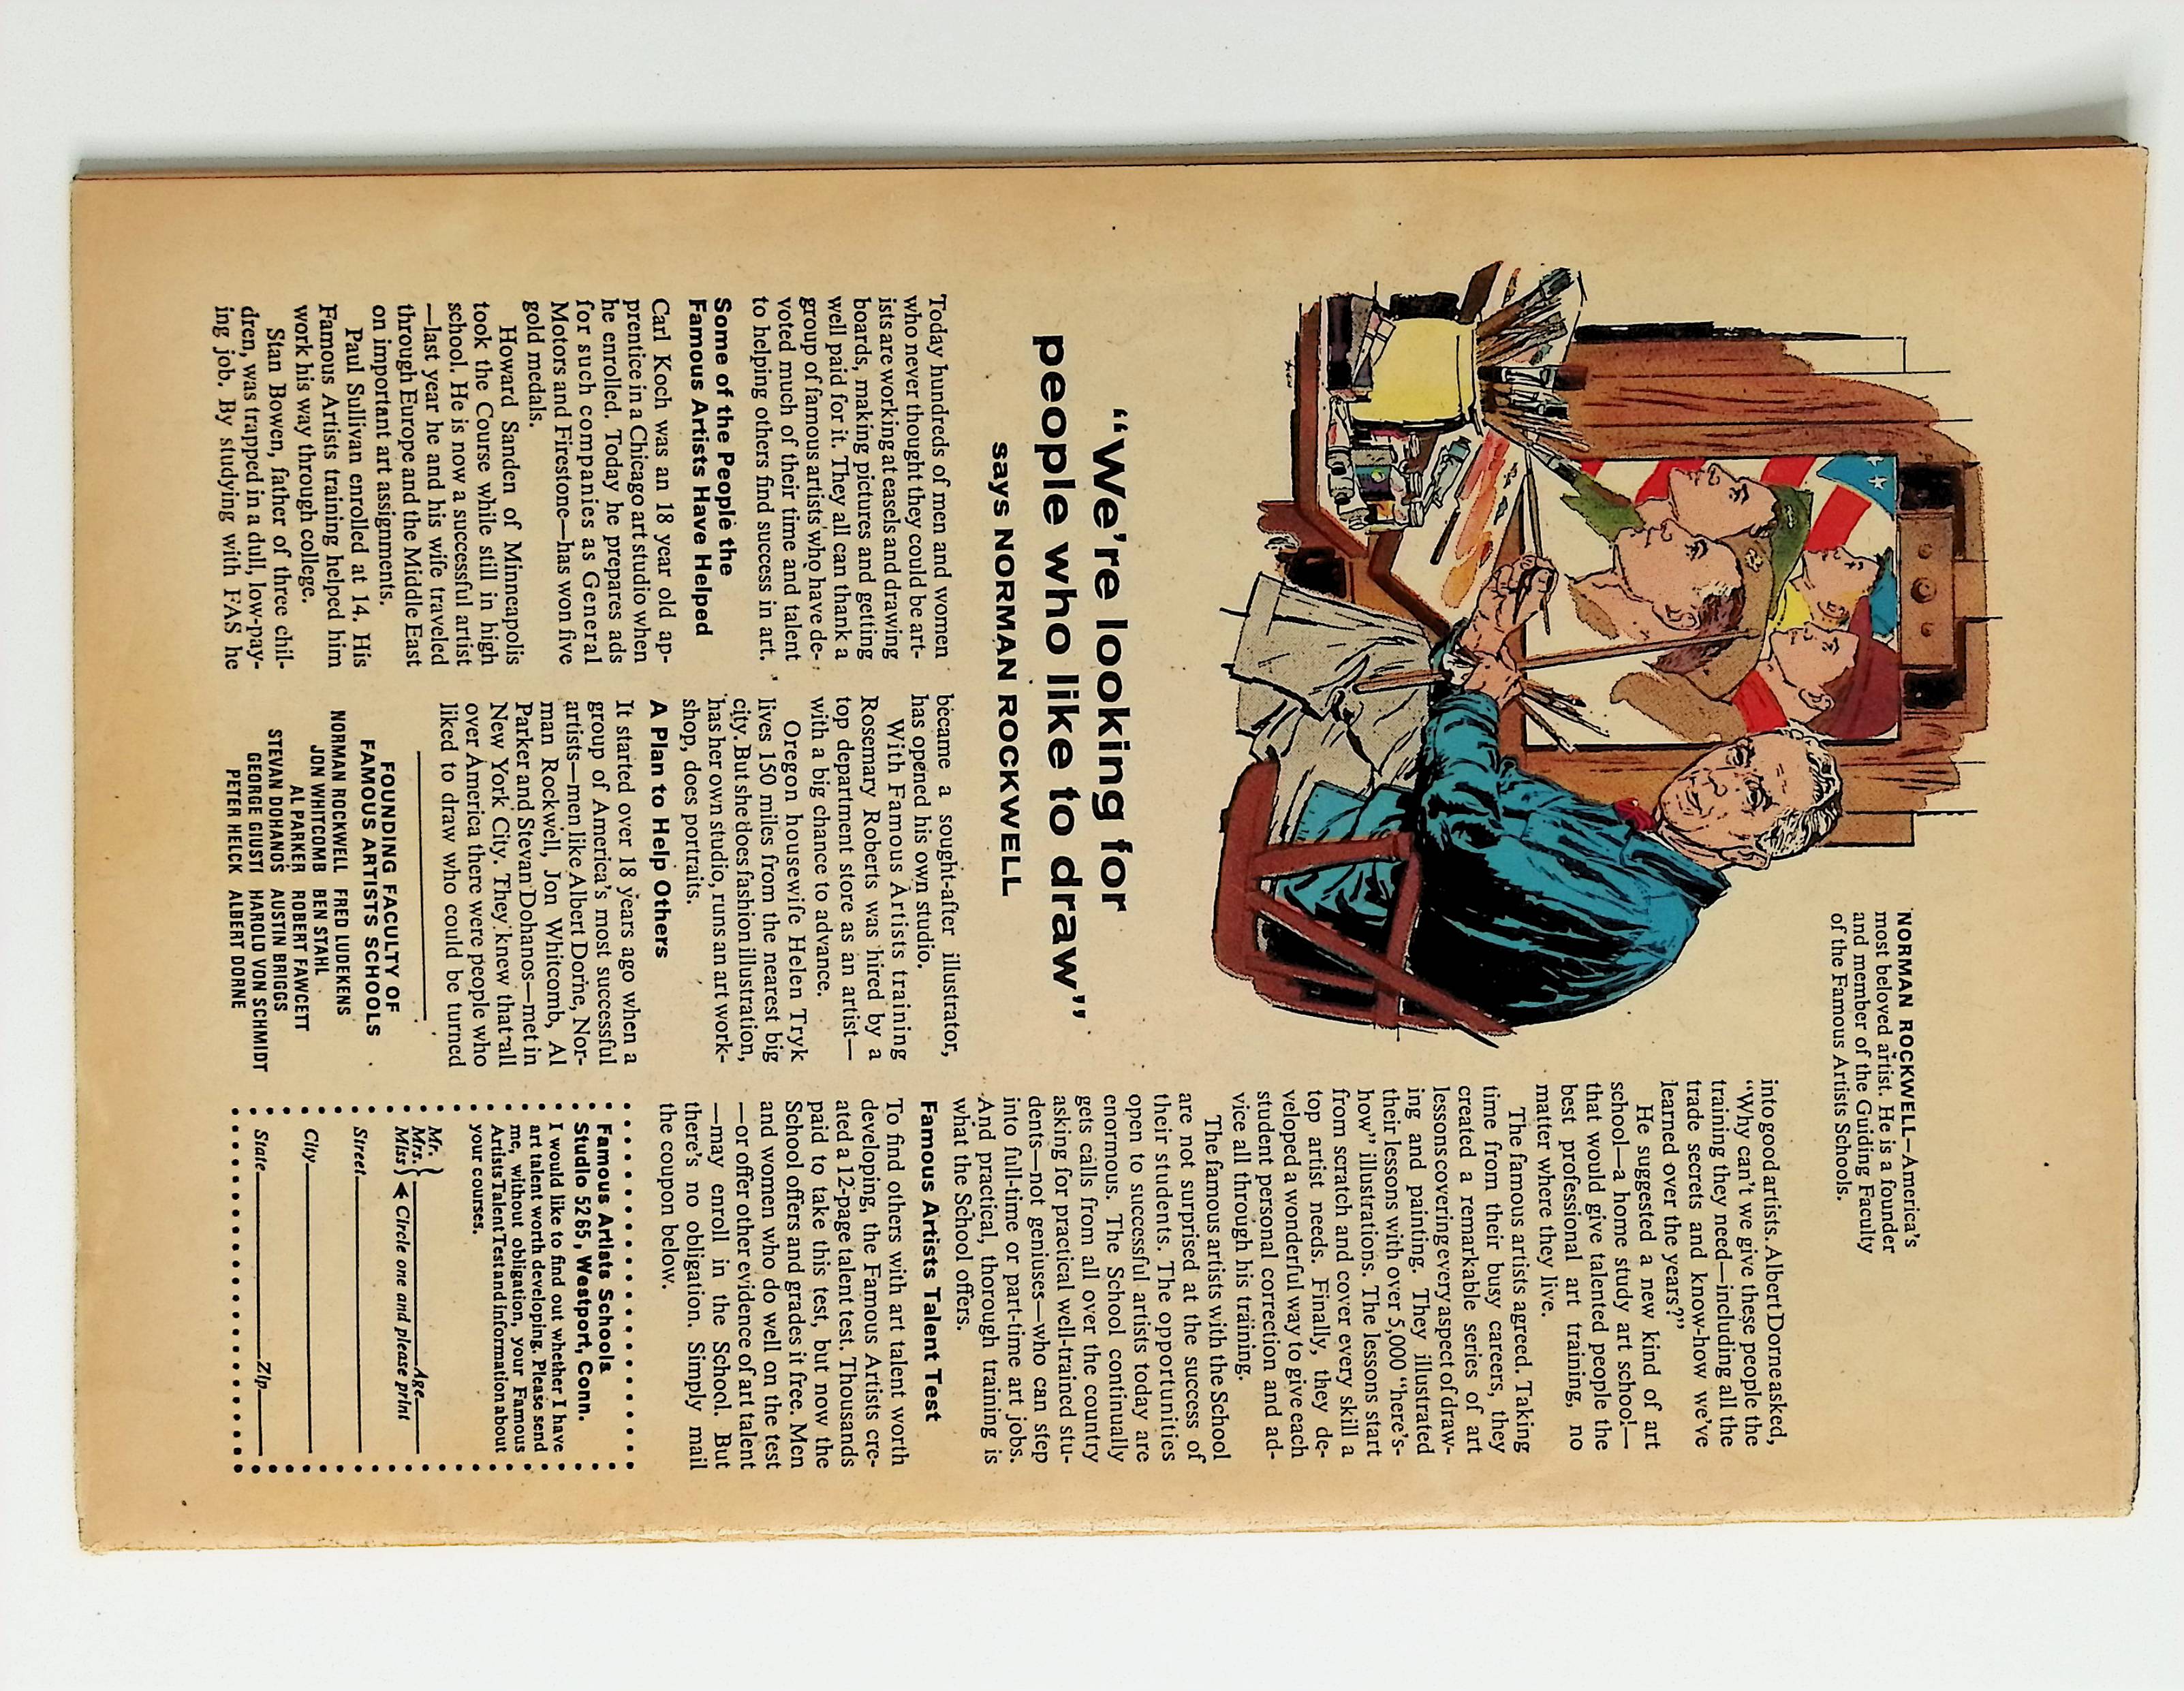 NORMAN ROCKWELL—America's
most beloved artist. He is a founder
and member of the Guiding Faculty
of the Famous Artists Schools.
"We're looking for
people who like to draw"
says NORMAN ROCKWELL
Today hundreds of men and women
who never thought they could be art-
ists are working at easels and drawing
boards, making pictures and getting
well paid for it. They all can thank a
group of famous artists who have de-
voted much of their time and talent
to helping others find success in art.
Some of the People the
Famous Artists Have Helped
Carl Koch was an 18 year old ap-
prentice in a Chicago art studio when
he enrolled. Today he prepares ads
for such companies as General
Motors and Firestone—has won five
gold medals.
Howard Sanden of Minneapolis
took the Course while still in high
school. He is now a successful artist
—last year he and his wife traveled
through Europe and the Middle East
on important art assignments.
Paul Sullivan enrolled at 14. His
Famous Artists training helped him
work his way through college.
Stan Bowen, father of three chil-
dren, was trapped in a dull, low-pay-
ing job. By studying with FAS he
became a sought-after illustrator,
has opened his own studio.
With Famous Artists training
Rosemary Roberts was hired by a
top department store as an artist—
with a big chance to advance.
Oregon housewife Helen Tryk
lives 150 miles from the nearest big
city. But she does fashion illustration,
has her own studio, runs an art work-
shop, does portraits.
A Plan to Help Others
It started over 18 years ago when a
group of America's most successful
artists—men like Albert Dorne, Nor-
man Rockwell, Jon Whitcomb, Al
Parker and Stevan Dohanos—met in
New York City. They knew that all
over America there were people who
liked to draw who could be turned
FOUNDING FACULTY OF
FAMOUS ARTISTS SCHOOLS
NORMAN ROCKWELL FRED LUDEKENS
JON WHITCOMB BEN STAHL
AL PARKER ROBERT FAWCETT
STEVAN DOHANOS AUSTIN BRIGGS
GEORGE GIUSTI HAROLD VON SCHMIDT
PETER HELCK ALBERT DORNE
into good artists. Albert Dorne asked,
"Why can't we give these people the
training they need—including all the
trade secrets and know-how we've
learned over the years?"
He suggested a new kind of art
school—a home study art school—
that would give talented people the
best professional art training, no
matter where they live.
The famous artists agreed. Taking
time from their busy careers, they
created a remarkable series of art
lessons covering every aspect of draw-
ing and painting. They illustrated
their lessons with over 5,000 "here's-
how" illustrations. The lessons start
from scratch and cover every skill a
top artist needs. Finally, they de-
veloped a wonderful way to give each
student personal correction and ad-
vice all through his training.
The famous artists with the School
are not surprised at the success of
their students. The opportunities
open to successful artists today are
enormous. The School continually
gets calls from all over the country
asking for practical well-trained stu-
dents—not geniuses—who can step
into full-time or part-time art jobs.
And practical, thorough training is
what the School offers.
Famous Artists Talent Test
To find others with art talent worth
developing, the Famous Artists cre-
ated a 12-page talent test. Thousands
paid to take this test, but now the
School offers and grades it free. Men
and women who do well on the test
—or offer other evidence of art talent
—may enroll in the School. But
there's no obligation. Simply mail
the coupon below.
Famous Artists Schools
Studio 5265, Westport, Conn.
I would like to find out whether I have
art talent worth developing. Please send
me, without obligation, your Famous
Artists Talent Test and information about
your courses.
Mr.
Mrs. Age
Miss Circle one and please print
Street
City
State Zip